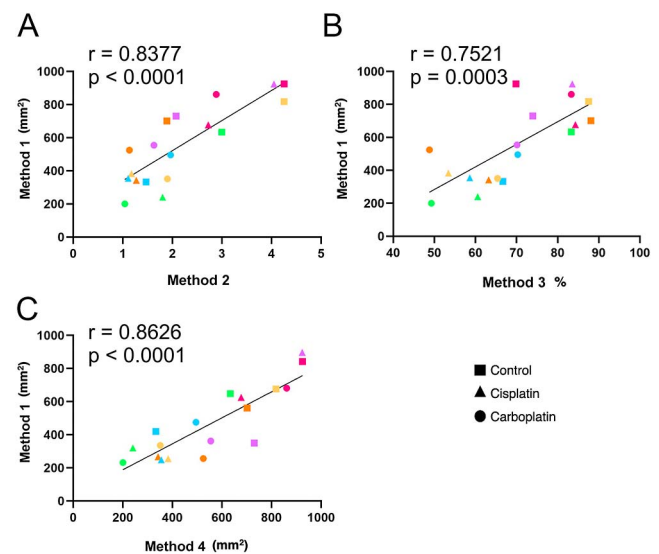 A
r = 0.8377
p < 0.0001
1000
800
600
400
200
0
Method 1 (mm²)
0 1 2 3 4 5
Method 2
B
r = 0.7521
p = 0.0003
1000
800
600
400
200
0
Method 1 (mm²)
40 50 60 70 80 90 100
Method 3 %
C
r = 0.8626
p < 0.0001
1000
800
600
400
200
0
Method 1 (mm²)
0 200 400 600 800 1000
Method 4 (mm²)
Control
Cisplatin
Carboplatin